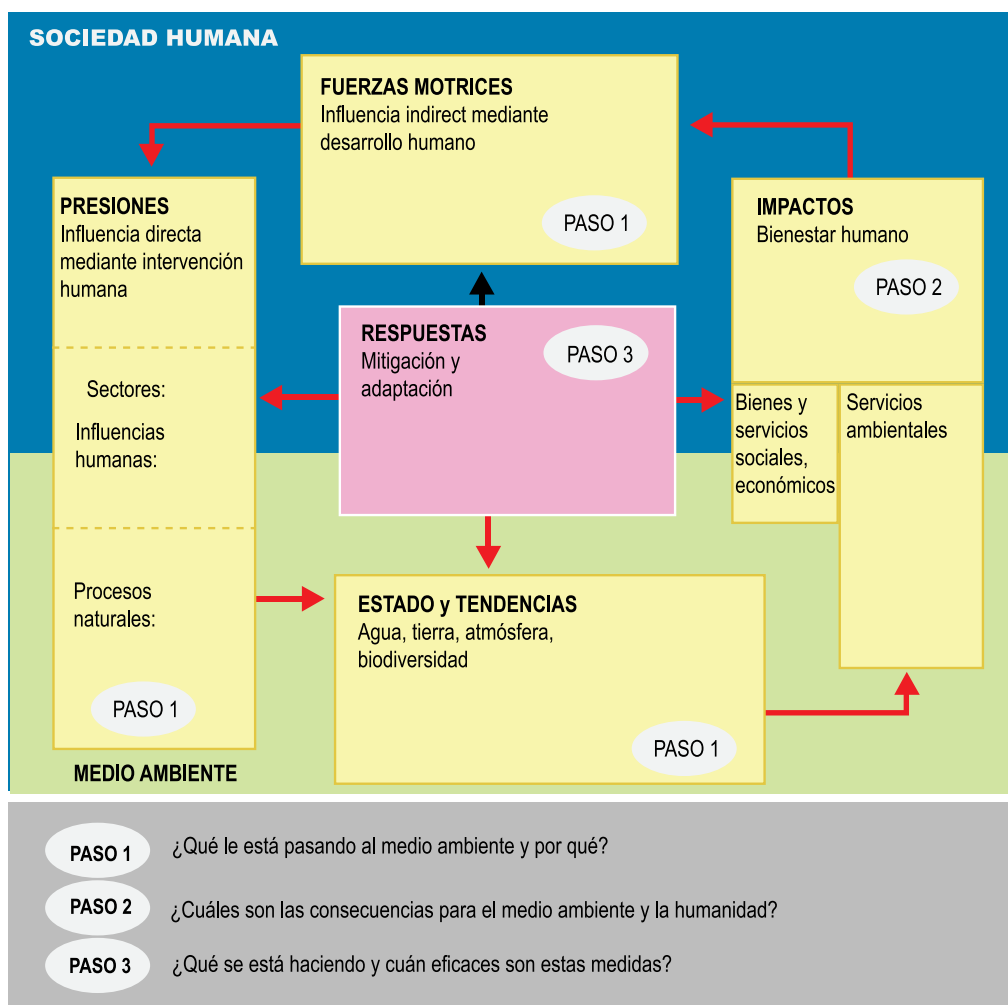 SOCIEDAD HUMANA
FUERZAS MOTRICES
Influencia indirect mediante
desarrollo humano
PASO 1
PRESIONES
Influencia directa
mediante intervención
humana
Sectores:
Influencias
humanas:
Procesos
naturales:
PASO 1
RESPUESTAS
Mitigación y
adaptación
PASO 3
IMPACTOS
Bienestar humano
PASO 2
Bienes y
servicios
sociales,
económicos
Servicios
ambientales
ESTADO y TENDENCIAS
Agua, tierra, atmósfera,
biodiversidad
PASO 1
MEDIO AMBIENTE
PASO 1 ¿Qué le está pasando al medio ambiente y por qué?
PASO 2 ¿Cuáles son las consecuencias para el medio ambiente y la humanidad?
PASO 3 ¿Qué se está haciendo y cuán eficaces son estas medidas?